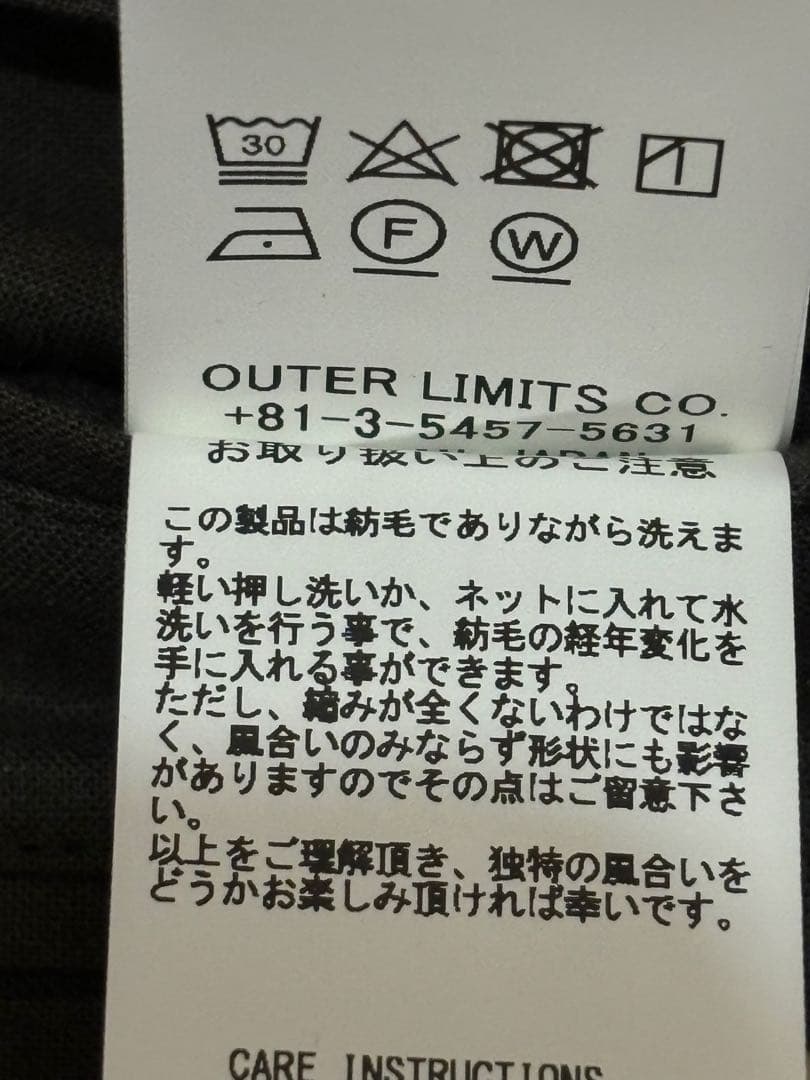 30
F
W
OUTER LIMITS CO.
+81-3-5457-5631
お取り扱い上のご注意
この製品は紡毛でありながら洗えま
す。
軽い押し洗いか、ネットに入れて水
洗いを行う事で、紡毛の経年変化を
手に入れる事ができます。
ただし、縮みが全くないわけではな
く、風合いのみならず形状にも影響
がありますのでその点はご留意下さ
い。
以上をご理解頂き、独特の風合いを
どうかお楽しみ頂ければ幸いです。
CARE INSTRUCTIONS